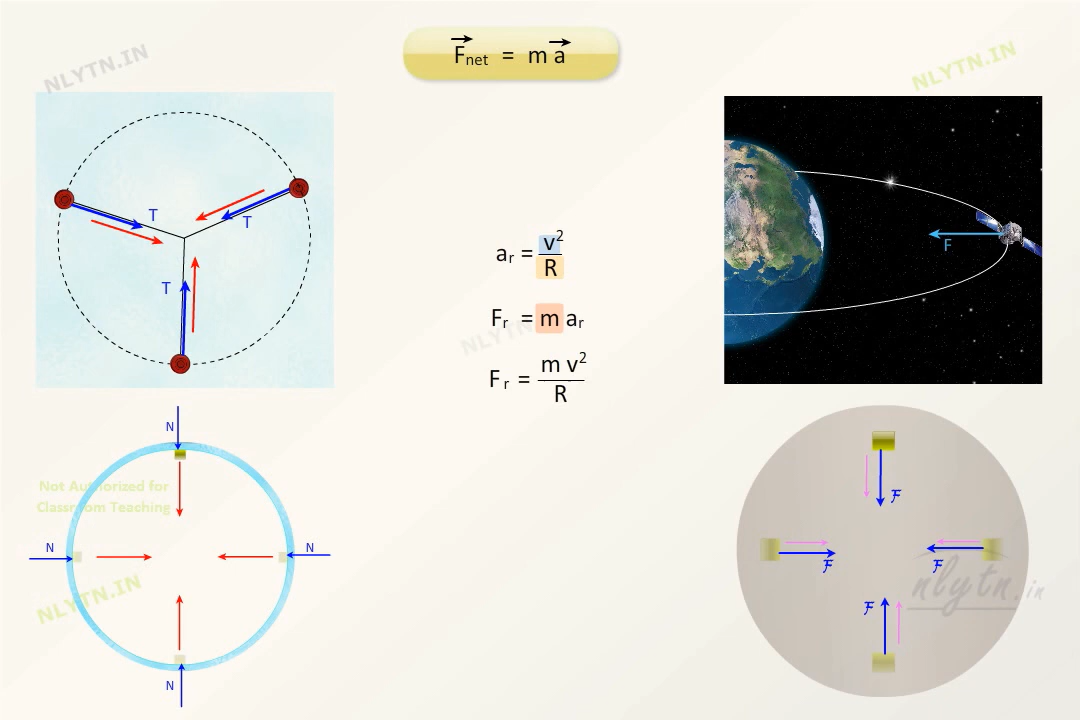 F⃗net = m a⃗
NLYTN.IN
NLYTN.IN
T
T
T
F
aᵣ = v²/R
Fᵣ = m aᵣ
Fᵣ = m v²/R
NLYTN
N
Not Authorized for
Classroom Teaching
N
N
N
NLYTN.IN
F
F
F
F
nlytn.in